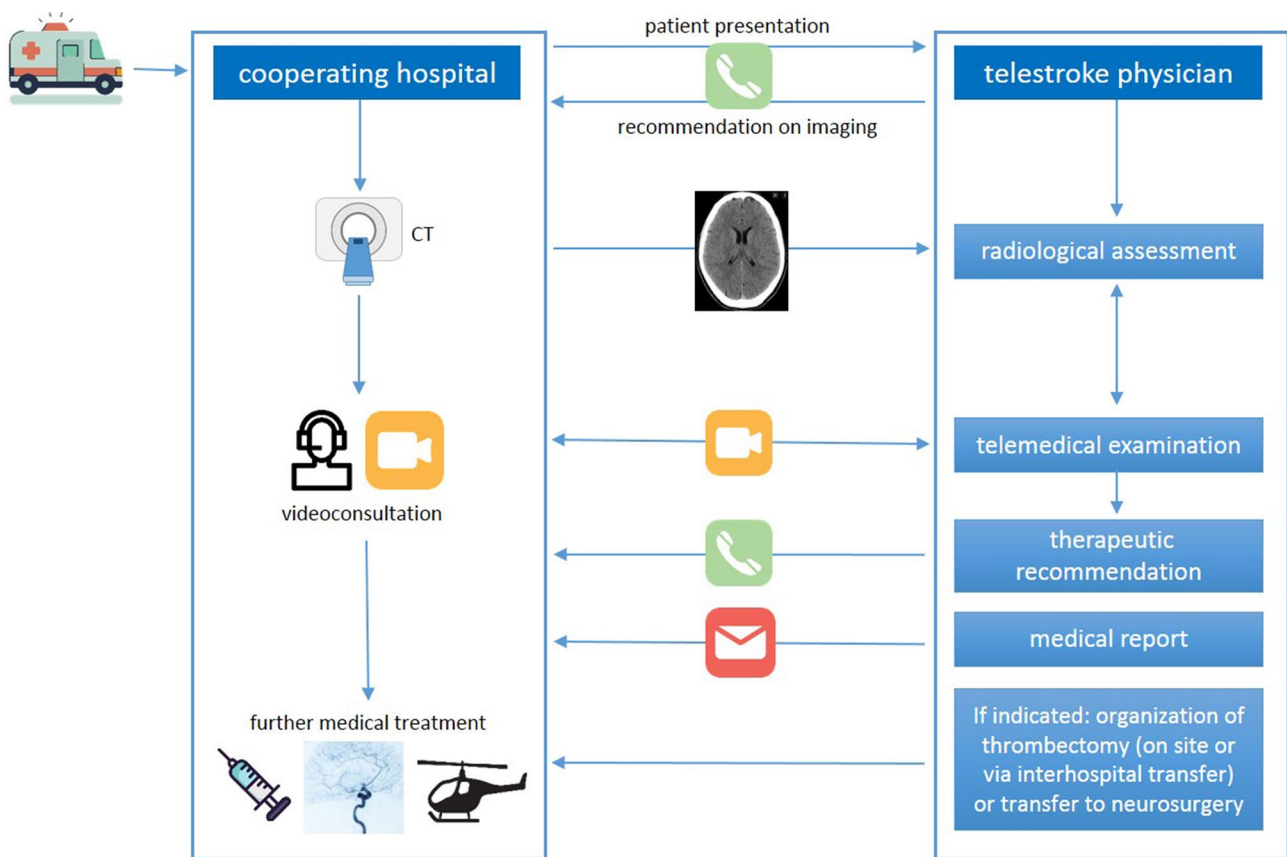 patient presentation
cooperating hospital
telestroke physician
recommendation on imaging
CT
radiological assessment
telemedical examination
videoconsultation
therapeutic
recommendation
medical report
further medical treatment
If indicated: organization of
thrombectomy (on site or
via interhospital transfer)
or transfer to neurosurgery